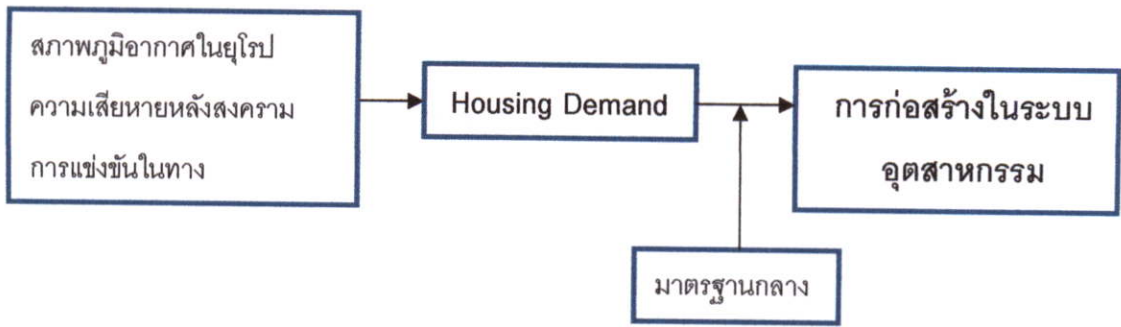 สภาพภูมิอากาศในยุโรป
ความเสียหายหลังสงคราม
การแข่งขันในทาง
Housing Demand
การก่อสร้างในระบบ
อุตสาหกรรม
มาตรฐานกลาง